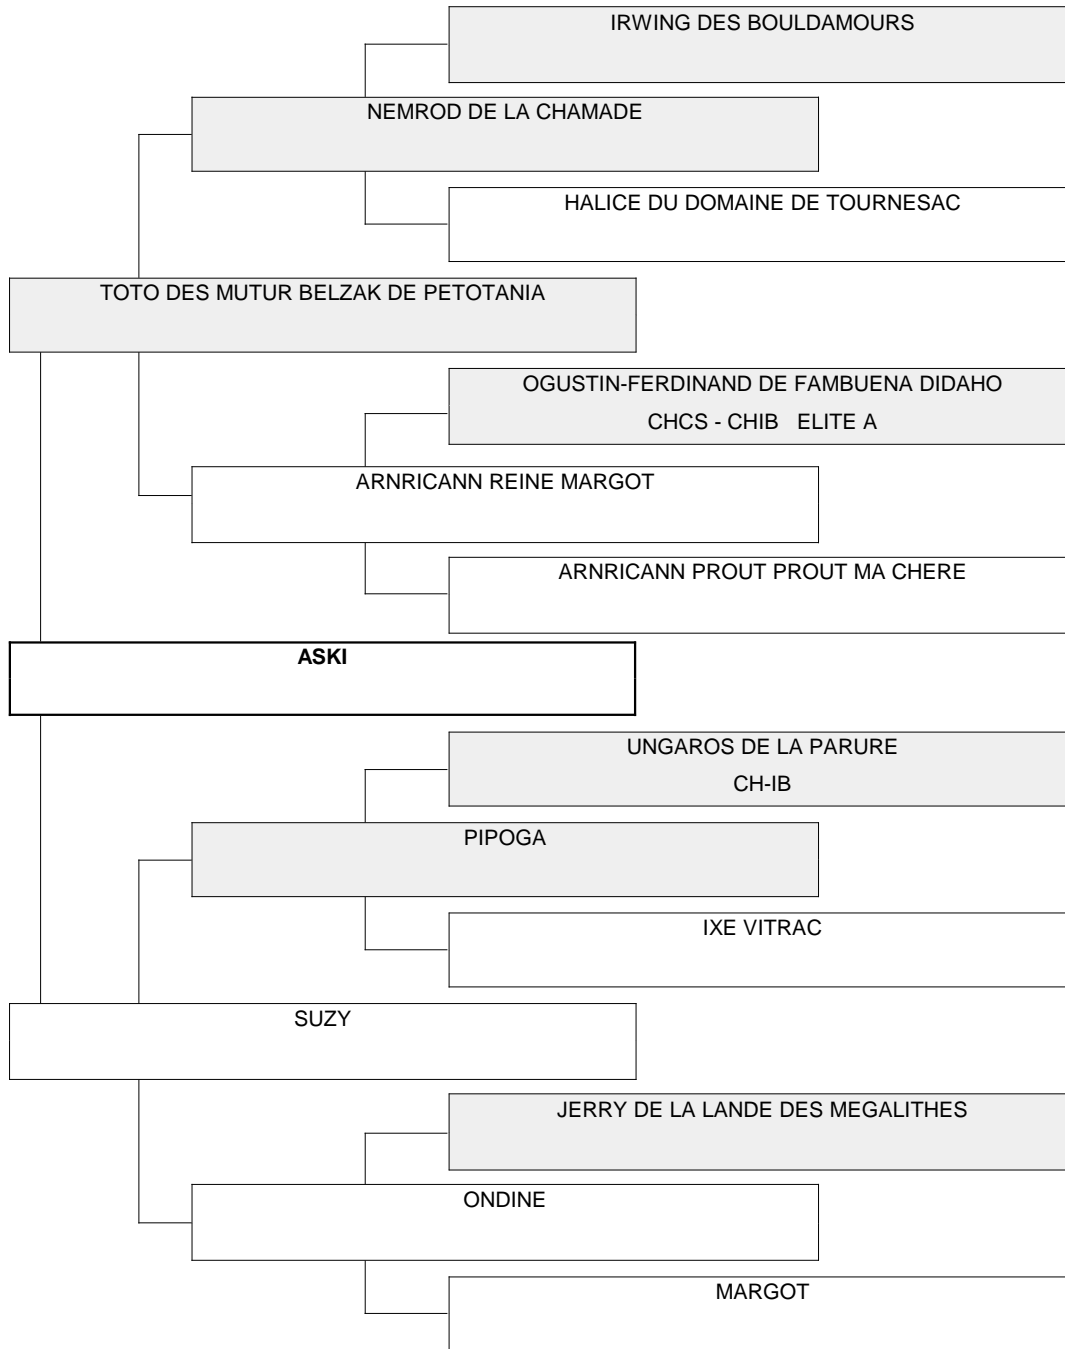 IRWING DES BOULDAMOURS
NEMROD DE LA CHAMADE
HALICE DU DOMAINE DE TOURNESAC
TOTO DES MUTUR BELZAK DE PETOTANIA
OGUSTIN-FERDINAND DE FAMBUENA DIDAHO
CHCS - CHIB ELITE A
ARNRICANN REINE MARGOT
ARNRICANN PROUT PROUT MA CHERE
ASKI
UNGAROS DE LA PARURE
CH-IB
PIPOGA
IXE VITRAC
SUZY
JERRY DE LA LANDE DES MEGALITHES
ONDINE
MARGOT